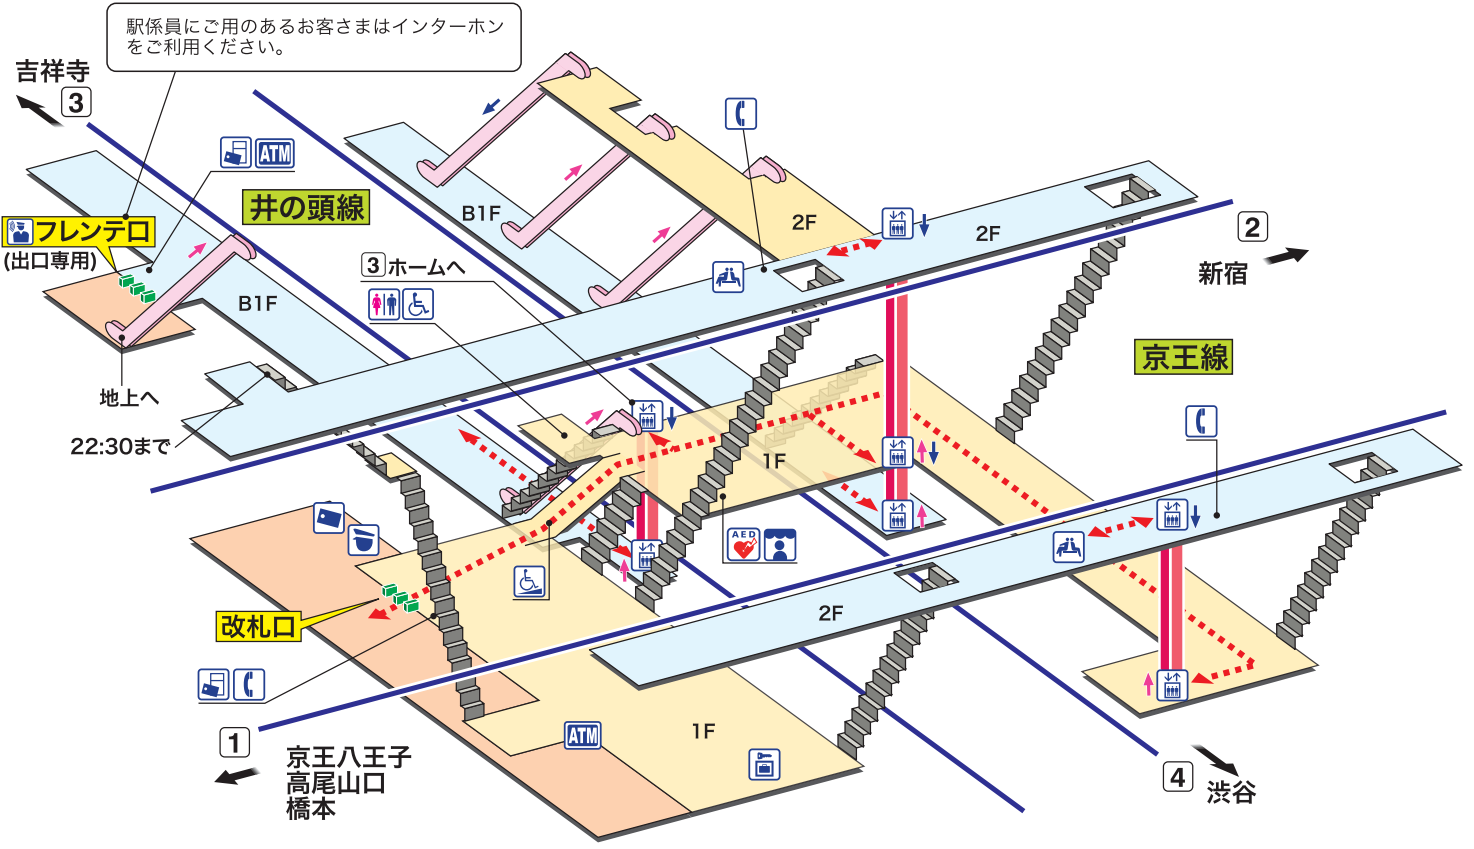 駅係員にご用のあるお客さまはインターホン
をご利用ください。
吉祥寺
3
ATM
井の頭線
フレンテ口
(出口専用)
B1F
B1F
2F
2F
2
新宿
3 ホームへ
地上へ
22:30まで
京王線
1F
AED
改札口
2F
1F
ATM
1
京王八王子
高尾山口
橋本
4
渋谷